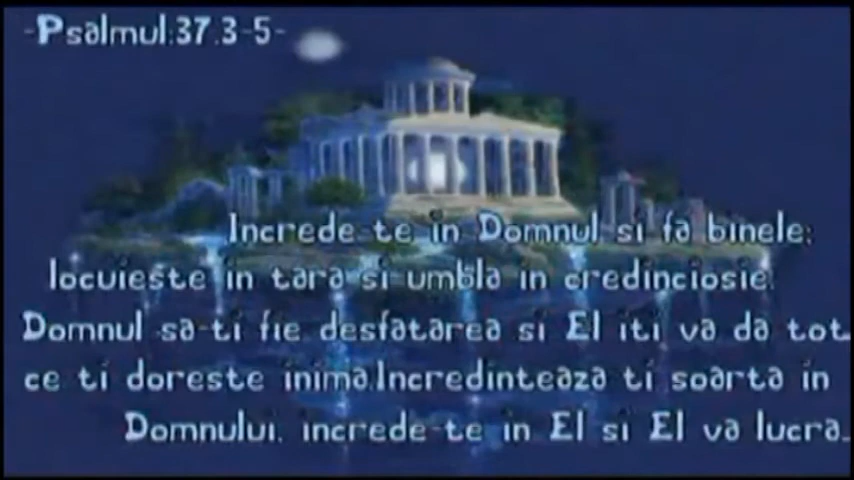 -Psalmul:37.3-5-
Increde-te in Domnul si fa binele;
locuieste in tara si umbla in credinciosie.
Domnul sa-ti fie desfatarea si El iti va da tot
ce ti doreste inima.Incredinteaza ti soarta in
Domnului, increde-te in El si El va lucra.